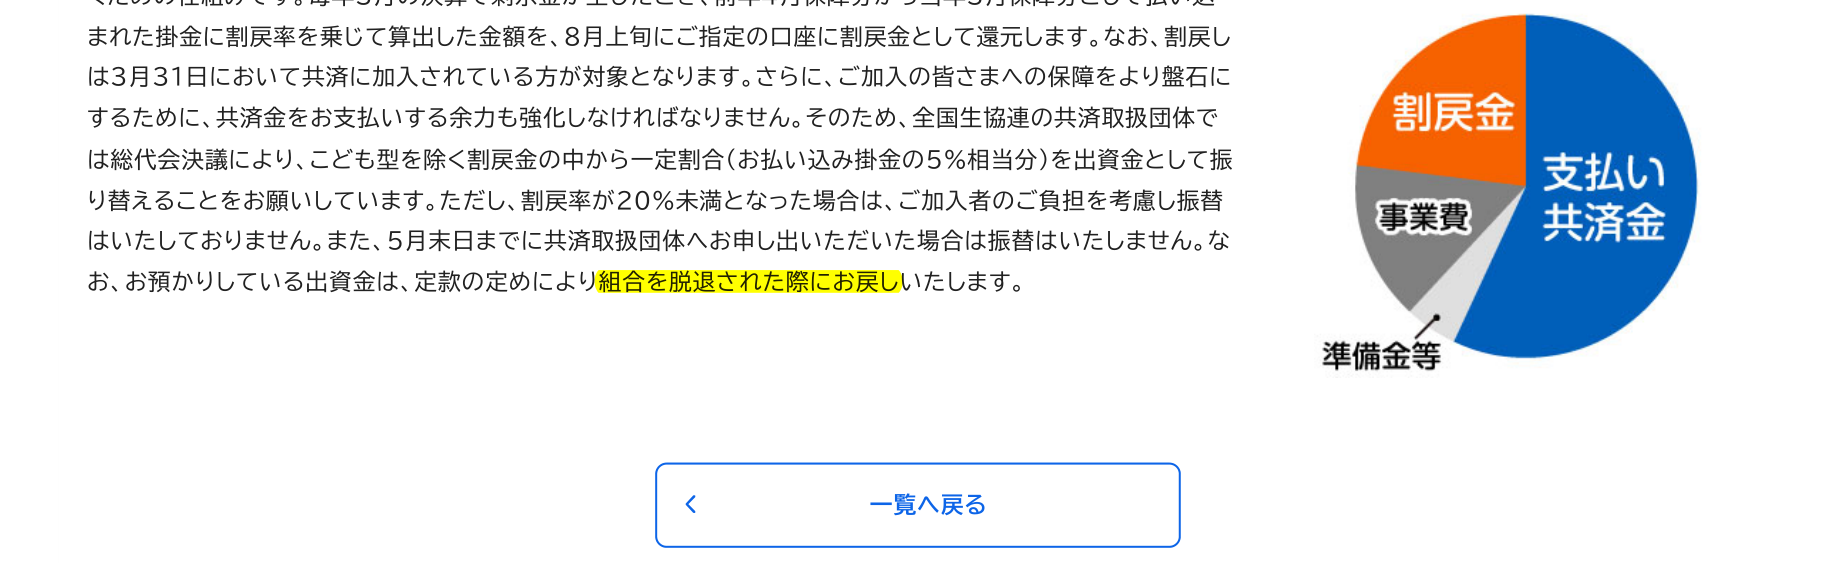 まれた掛金に割戻率を乗じて算出した金額を、8月上旬にご指定の口座に割戻金として還元します。なお、割戻し
は3月31日において共済に加入されている方が対象となります。さらに、ご加入の皆さまへの保障をより盤石に
するために、共済金をお支払いする余力も強化しなければなりません。そのため、全国生協連の共済取扱団体で
は総代会決議により、こども型を除く割戻金の中から一定割合(お払い込み掛金の5%相当分)を出資金として振
り替えることをお願いしています。ただし、割戻率が20%未満となった場合は、ご加入者のご負担を考慮し振替
はいたしておりません。また、5月末日までに共済取扱団体へお申し出いただいた場合は振替はいたしません。な
お、お預かりしている出資金は、定款の定めにより組合を脱退された際にお戻しいたします。
割戻金
支払い
共済金
事業費
準備金等
一覧へ戻る